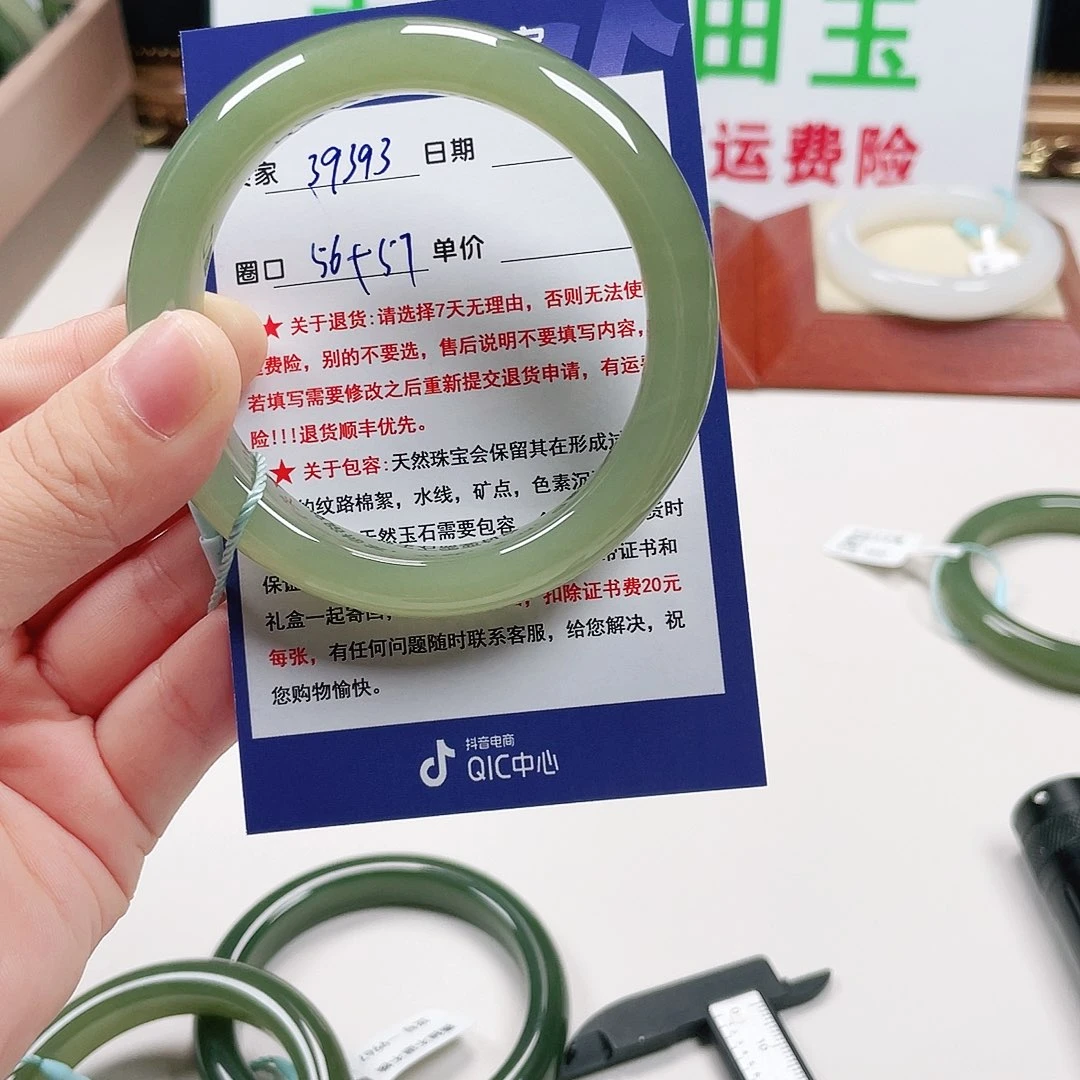 田玉
运费险
家 39393 日期
圈口 56+57 单价
★ 关于退货:请选择7天无理由，否则无法使
费险，别的不要选，售后说明不要填写内容，
若填写需要修改之后重新提交退货申请，有运
险!!!退货顺丰优先。
★ 关于包容:天然珠宝会保留其在形成
的纹路棉絮，水线，矿点，色素沉
天然玉石需要包容 货时
保证 带证书和
礼盒一起寄回， 扣除证书费20元
每张，有任何问题随时联系客服，给您解决，祝
您购物愉快。
抖音电商
QIC中心